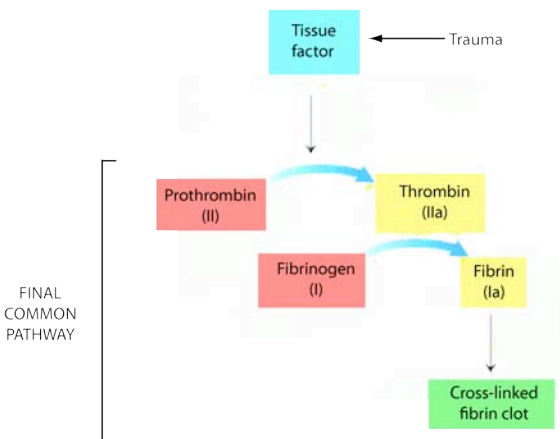 Tissue
factor
Trauma
Prothrombin
(II)
Thrombin
(IIa)
Fibrinogen
(I)
Fibrin
(Ia)
FINAL
COMMON
PATHWAY
Cross-linked
fibrin clot